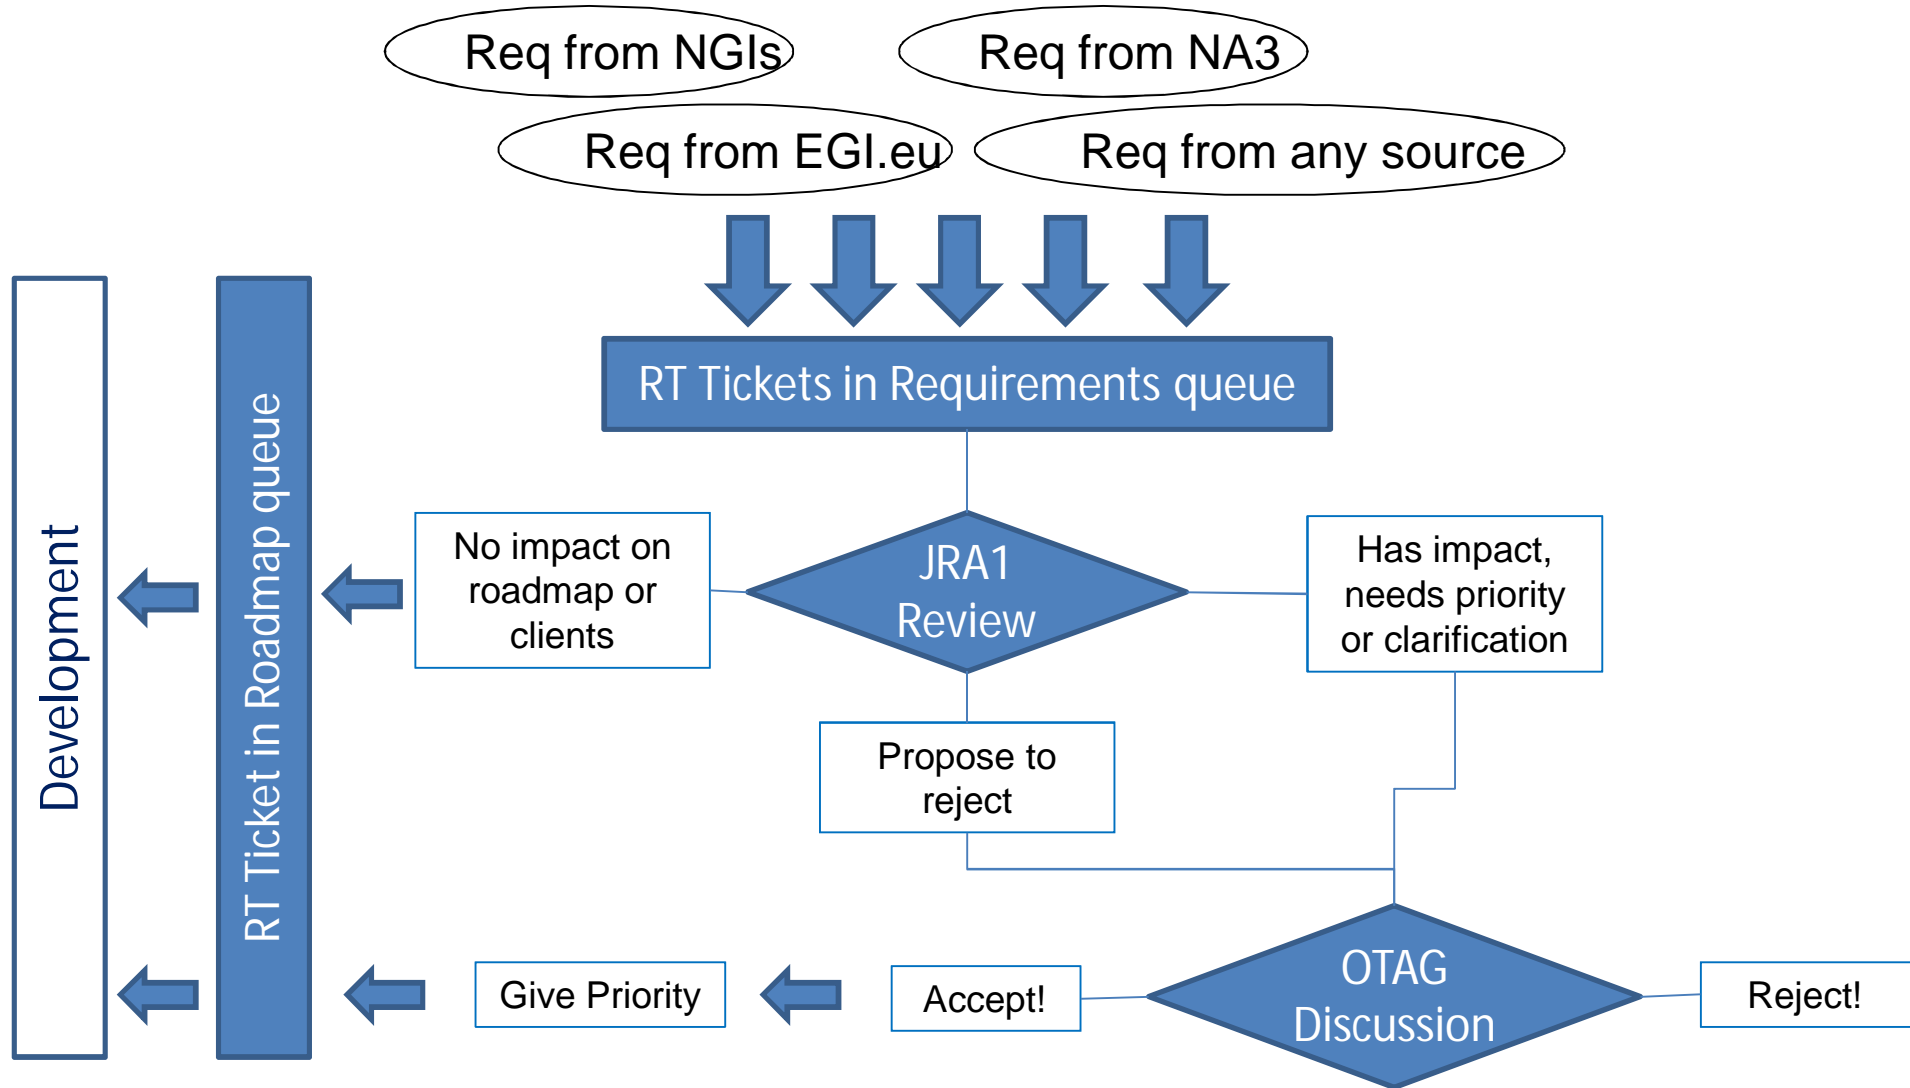 Req from NGIs
Req from NA3
Req from EGI.eu
Req from any source
RT Tickets in Requirements queue
Development
RT Ticket in Roadmap queue
No impact on
roadmap or
clients
JRA1
Review
Has impact,
needs priority
or clarification
Propose to
reject
Give Priority
Accept!
OTAG
Discussion
Reject!